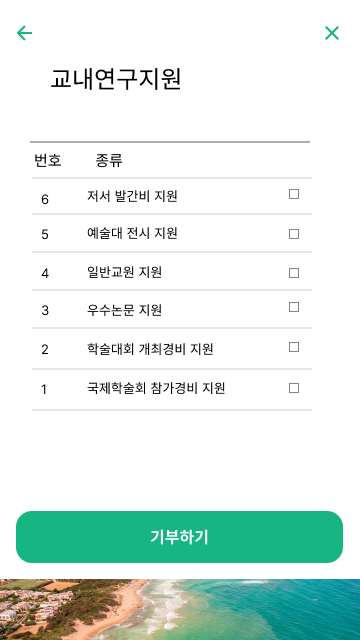 교내연구지원
번호 종류
6 저서 발간비 지원
5 예술대 전시 지원
4 일반교원 지원
3 우수논문 지원
2 학술대회 개최경비 지원
1 국제학술회 참가경비 지원
기부하기